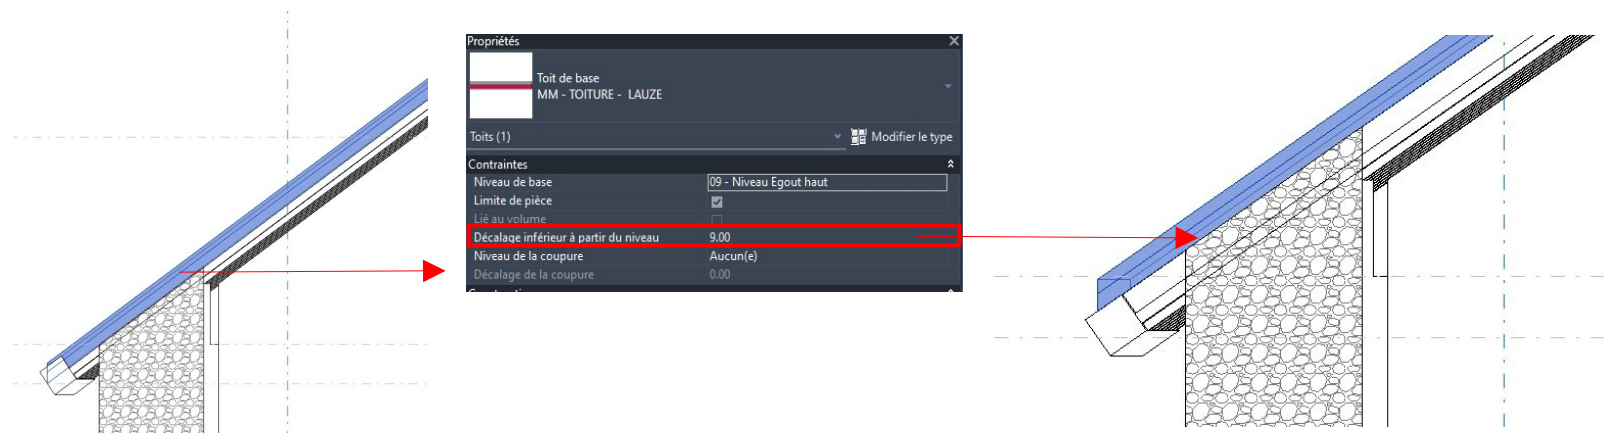 Propriétés
Toit de base
MM - TOITURE - LAUZE
Toits (1)
Modifier le type
Contraintes
Niveau de base 09 - Niveau Egout haut
Limite de pièce
Lié au volume
Décalage inférieur à partir du niveau 9.00
Niveau de la coupure Aucun(e)
Décalage de la coupure 0.00